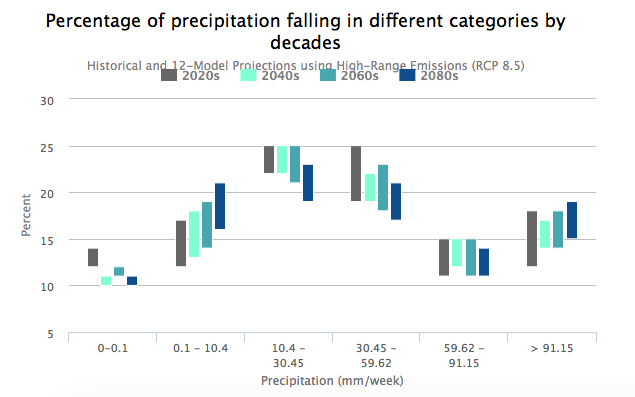 Percentage of precipitation falling in different categories by
decades
Historical and 12-Model Projections using High-Range Emissions (RCP 8.5)
2020s 2040s 2060s 2080s
30
25
20
15
10
5
Percent
0-0.1 0.1 - 10.4 10.4 - 30.45 - 59.62 - > 91.15
30.45 59.62 91.15
Precipitation (mm/week)